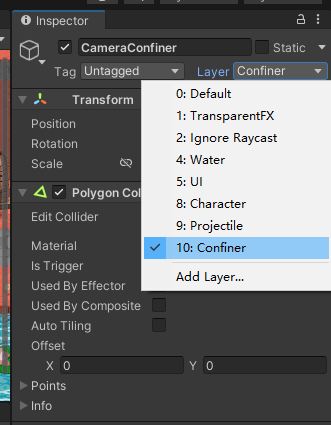 Inspector
CameraConfiner Static
Tag Untagged Layer Confiner
Transform
Position
Rotation
Scale
0: Default
1: TransparentFX
2: Ignore Raycast
4: Water
5: UI
8: Character
9: Projectile
10: Confiner
Add Layer...
Polygon Col
Edit Collider
Material
Is Trigger
Used By Effector
Used By Composite
Auto Tiling
Offset
X 0 Y 0
Points
Info